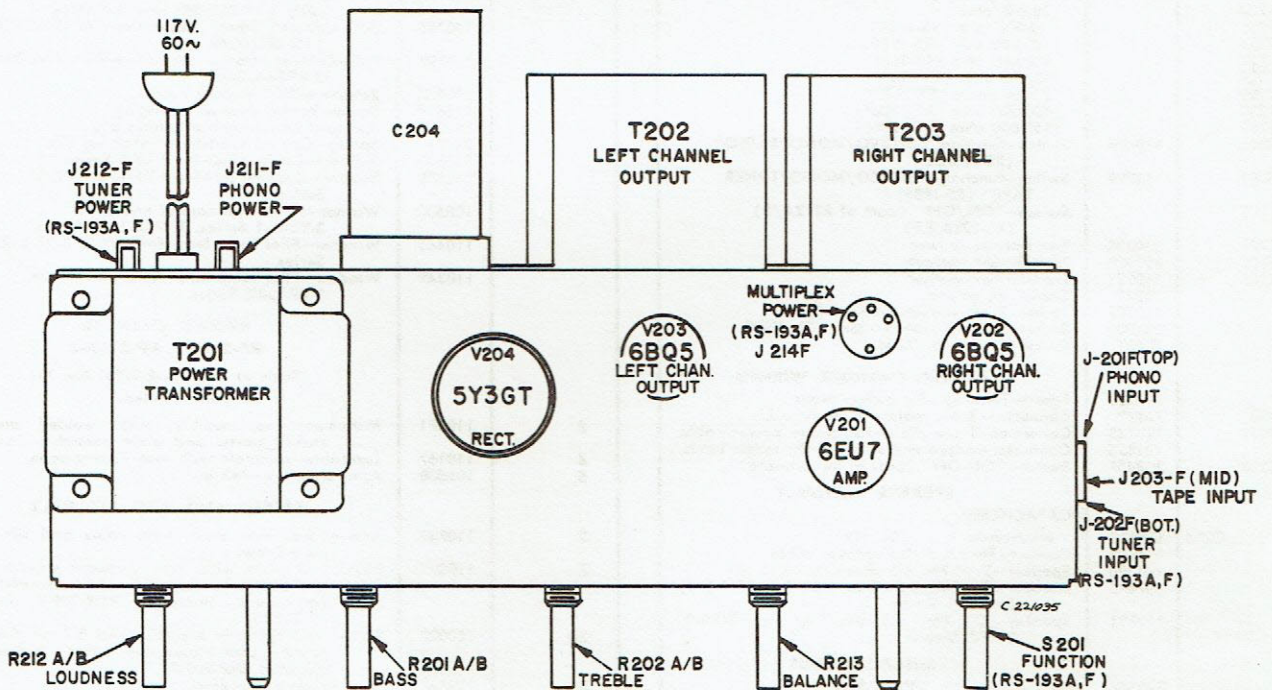 117V.
60~
C204
T202
LEFT CHANNEL
OUTPUT
T203
RIGHT CHANNEL
OUTPUT
J212-F
TUNER
POWER
(RS-193A,F)
J211-F
PHONO
POWER
T201
POWER
TRANSFORMER
V204
5Y3GT
RECT.
V203
6BQ5
LEFT CHAN.
OUTPUT
MULTIPLEX
POWER
(RS-193A,F)
J 214F
V202
6BQ5
RIGHT CHAN.
OUTPUT
V201
6EU7
AMP.
J-201F(TOP)
PHONO
INPUT
J203-F (MID)
TAPE INPUT
J-202F(BOT.)
TUNER
INPUT
(RS-193A,F)
C 221035
R212 A/B
LOUDNESS
R201 A/B
BASS
R202 A/B
TREBLE
R213
BALANCE
S201
FUNCTION
(RS-193A,F)